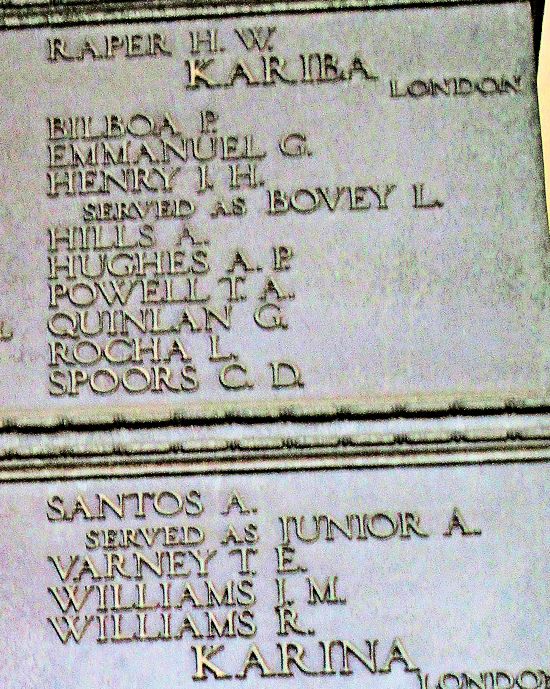 RAPER H. W.
KARIBA
LONDON
BILBOA P.
EMMANUEL G.
HENRY J. H.
SERVED AS BOVEY L.
HILLS A.
HUGHES A. P.
POWELL T. A.
QUINLAN G.
ROCHA L.
SPOORS C. D.
SANTOS A.
SERVED AS JUNIOR A.
VARNEY T. E.
WILLIAMS J. M.
WILLIAMS R.
KARINA
LONDON